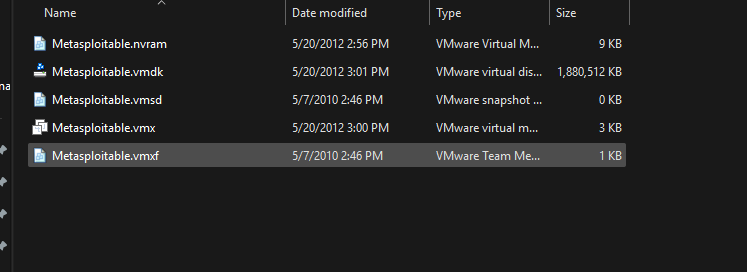 Name Date modified Type Size
Metasploitable.nvram 5/20/2012 2:56 PM VMware Virtual M... 9 KB
Metasploitable.vmdk 5/20/2012 3:01 PM VMware virtual dis... 1,880,512 KB
na
Metasploitable.vmsd 5/7/2010 2:46 PM VMware snapshot ... 0 KB
Metasploitable.vmx 5/20/2012 3:00 PM VMware virtual m... 3 KB
Metasploitable.vmxf 5/7/2010 2:46 PM VMware Team Me... 1 KB